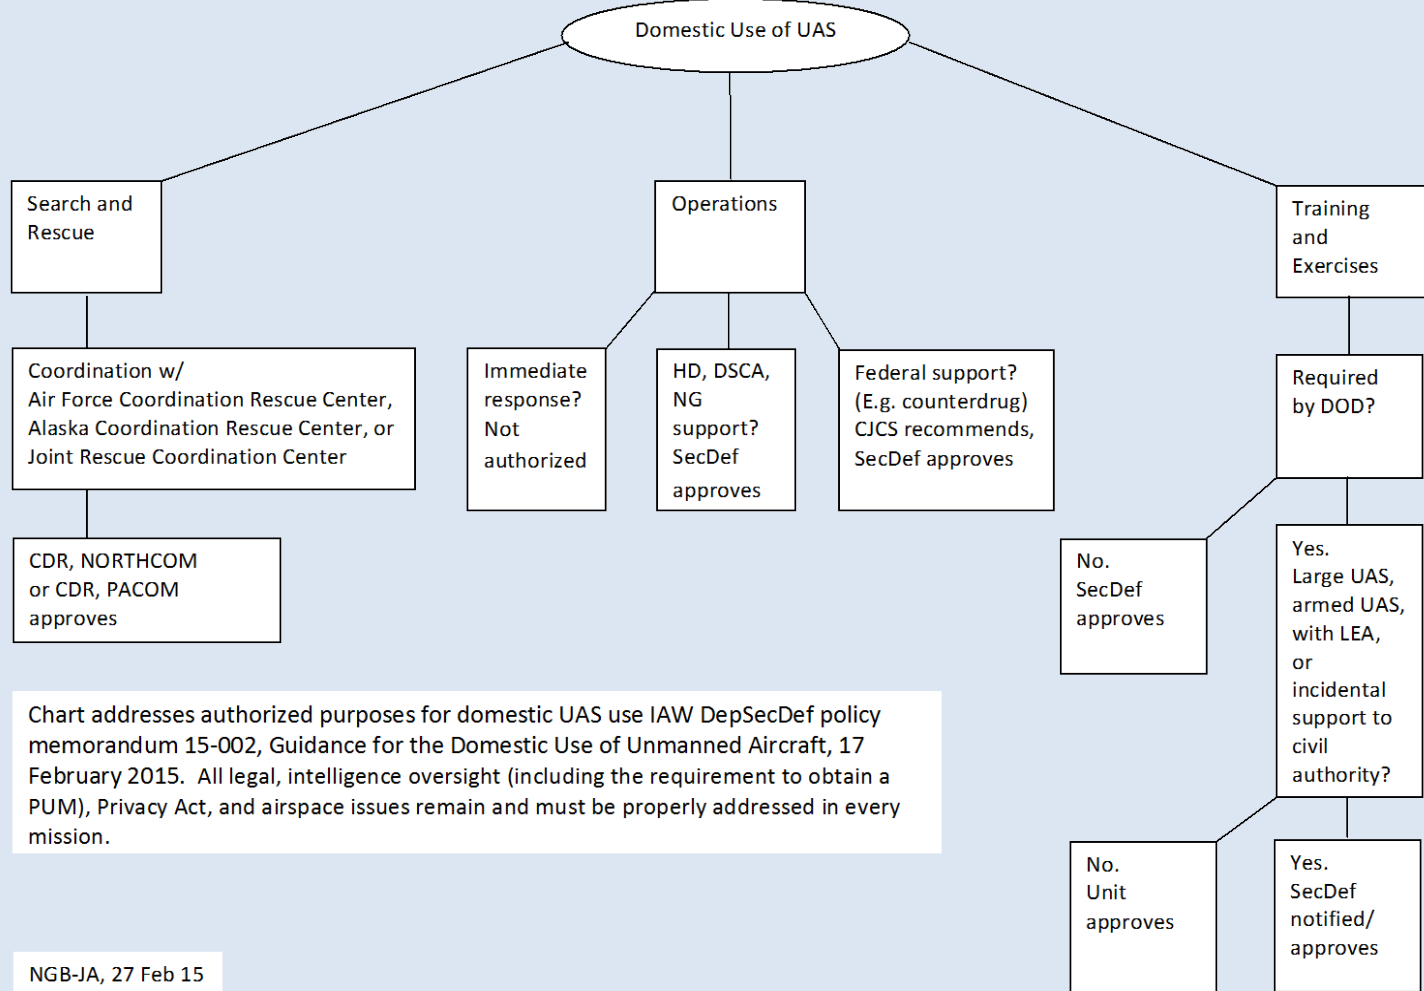 Domestic Use of UAS
Search and
Rescue
Operations
Training
and
Exercises
Coordination w/
Air Force Coordination Rescue Center,
Alaska Coordination Rescue Center, or
Joint Rescue Coordination Center
Immediate
response?
Not
authorized
HD, DSCA,
NG
support?
SecDef
approves
Federal support?
(E.g. counterdrug)
CJCS recommends,
SecDef approves
Required
by DOD?
CDR, NORTHCOM
or CDR, PACOM
approves
No.
SecDef
approves
Yes.
Large UAS,
armed UAS,
with LEA,
or
incidental
support to
civil
authority?
Chart addresses authorized purposes for domestic UAS use IAW DepSecDef policy
memorandum 15-002, Guidance for the Domestic Use of Unmanned Aircraft, 17
February 2015.  All legal, intelligence oversight (including the requirement to obtain a
PUM), Privacy Act, and airspace issues remain and must be properly addressed in every
mission.
No.
Unit
approves
Yes.
SecDef
notified/
approves
NGB-JA, 27 Feb 15